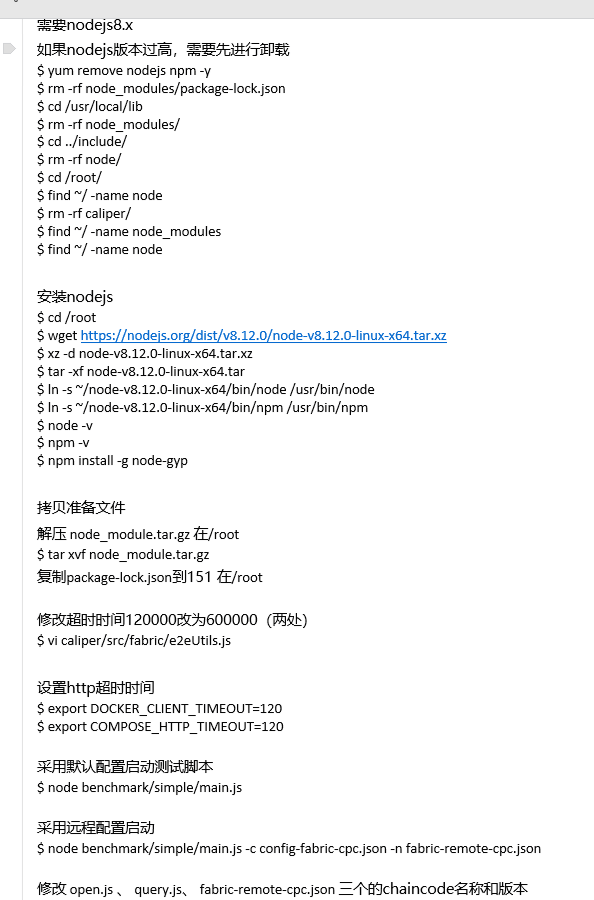 需要nodejs8.x
如果nodejs版本过高，需要先进行卸载
$ yum remove nodejs npm -y
$ rm -rf node_modules/package-lock.json
$ cd /usr/local/lib
$ rm -rf node_modules/
$ cd ../include/
$ rm -rf node/
$ cd /root/
$ find ~/ -name node
$ rm -rf caliper/
$ find ~/ -name node_modules
$ find ~/ -name node
安装nodejs
$ cd /root
$ wget https://nodejs.org/dist/v8.12.0/node-v8.12.0-linux-x64.tar.xz
$ xz -d node-v8.12.0-linux-x64.tar.xz
$ tar -xf node-v8.12.0-linux-x64.tar
$ ln -s ~/node-v8.12.0-linux-x64/bin/node /usr/bin/node
$ ln -s ~/node-v8.12.0-linux-x64/bin/npm /usr/bin/npm
$ node -v
$ npm -v
$ npm install -g node-gyp
拷贝准备文件
解压 node_module.tar.gz 在/root
$ tar xvf node_module.tar.gz
复制package-lock.json到151 在/root
修改超时时间120000改为600000（两处）
$ vi caliper/src/fabric/e2eUtils.js
设置http超时时间
$ export DOCKER_CLIENT_TIMEOUT=120
$ export COMPOSE_HTTP_TIMEOUT=120
采用默认配置启动测试脚本
$ node benchmark/simple/main.js
采用远程配置启动
$ node benchmark/simple/main.js -c config-fabric-cpc.json -n fabric-remote-cpc.json
修改 open.js 、 query.js、 fabric-remote-cpc.json 三个的chaincode名称和版本